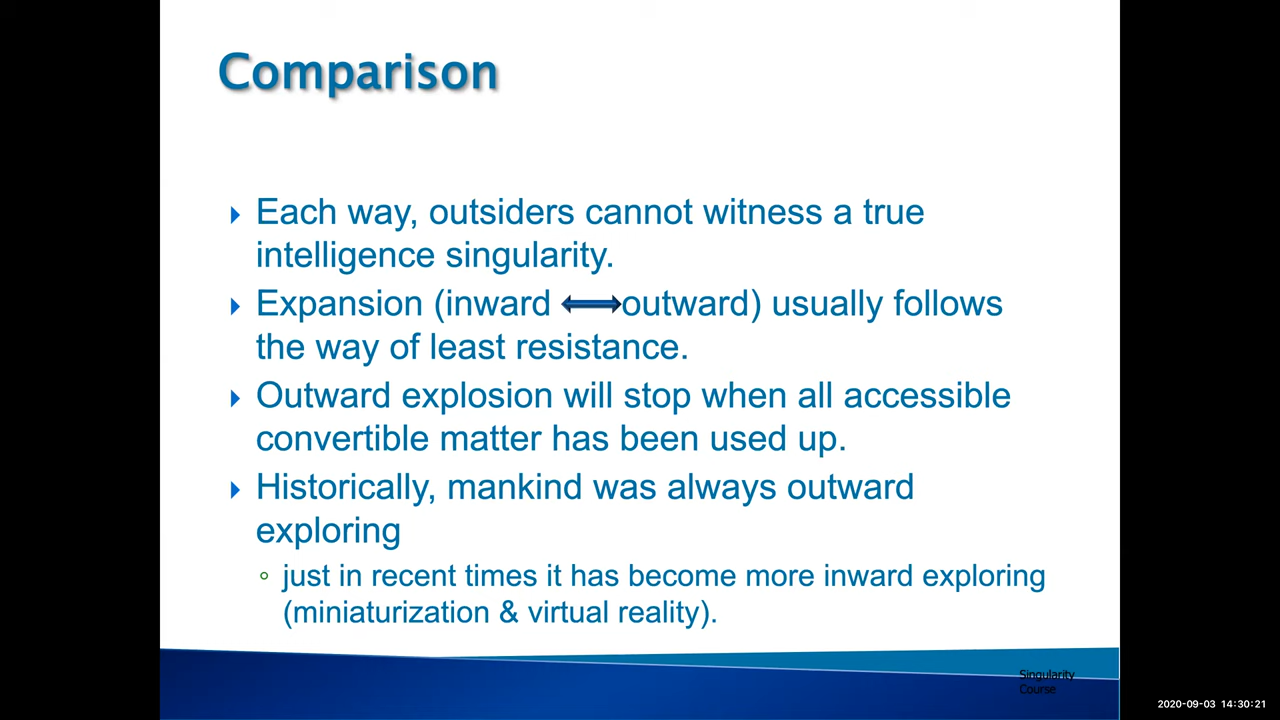 Comparison
Each way, outsiders cannot witness a true
intelligence singularity.
Expansion (inward outward) usually follows
the way of least resistance.
Outward explosion will stop when all accessible
convertible matter has been used up.
Historically, mankind was always outward
exploring
just in recent times it has become more inward exploring
(miniaturization & virtual reality).
Singularity
Course
2020-09-03 14:30:21